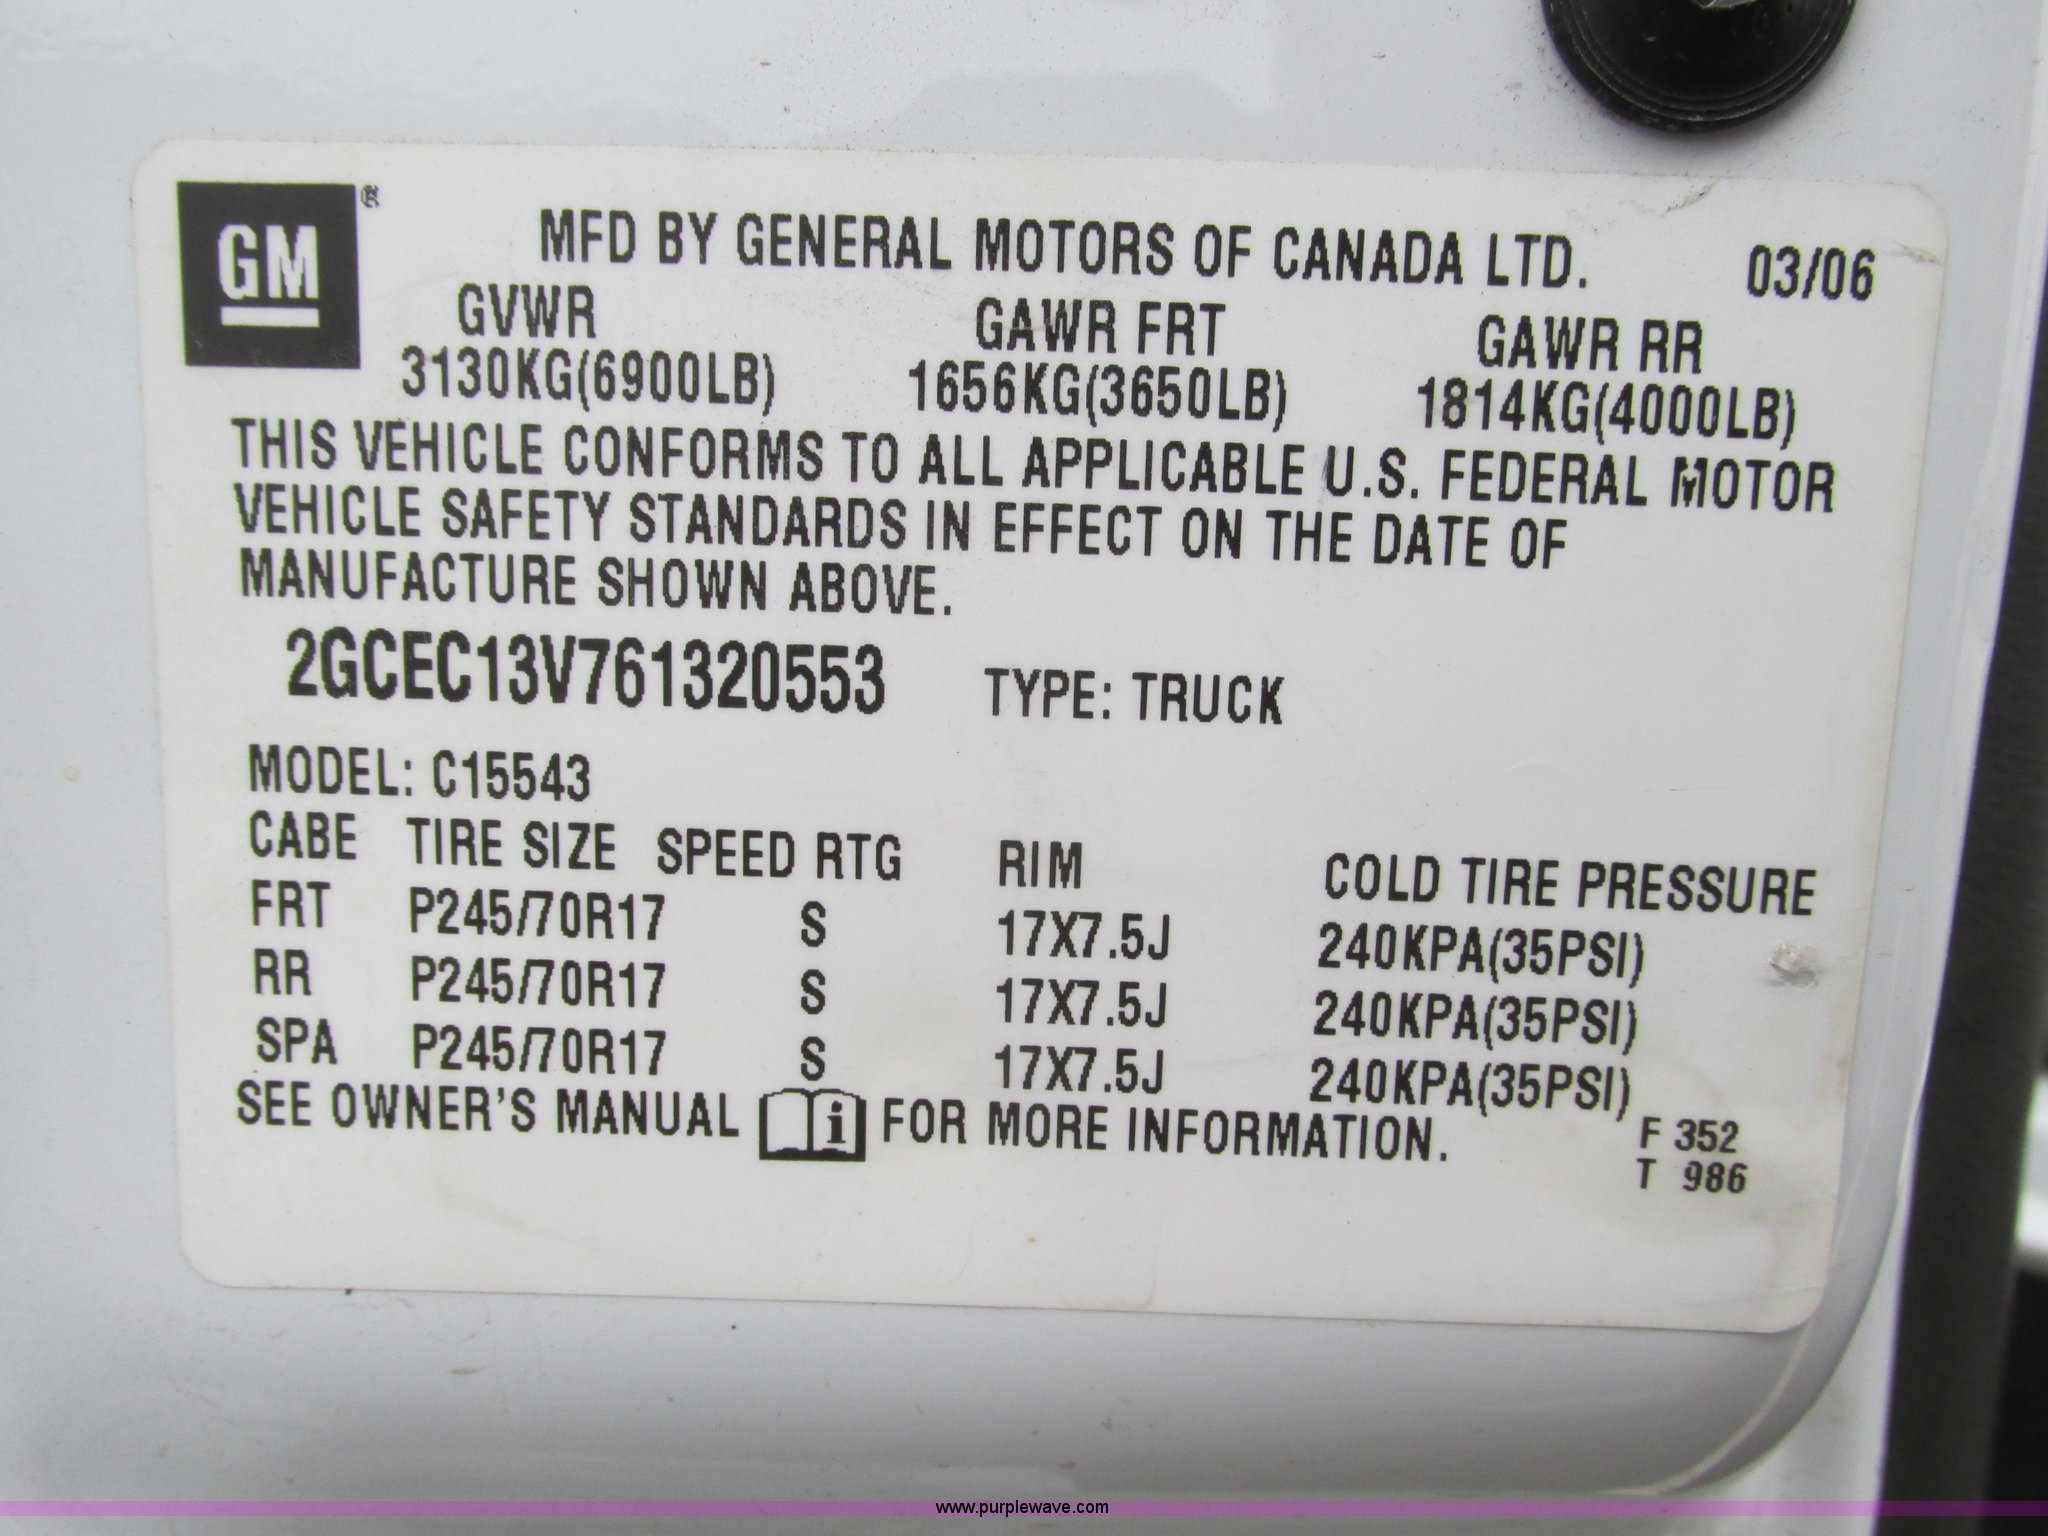 GM ®
MFD BY GENERAL MOTORS OF CANADA LTD. 03/06
GVWR GAWR FRT GAWR RR
3130KG(6900LB) 1656KG(3650LB) 1814KG(4000LB)
THIS VEHICLE CONFORMS TO ALL APPLICABLE U.S. FEDERAL MOTOR
VEHICLE SAFETY STANDARDS IN EFFECT ON THE DATE OF
MANUFACTURE SHOWN ABOVE.
2GCEC13V761320553 TYPE: TRUCK
MODEL: C15543
CABE TIRE SIZE SPEED RTG RIM COLD TIRE PRESSURE
FRT P245/70R17 S 17X7.5J 240KPA(35PSI)
RR P245/70R17 S 17X7.5J 240KPA(35PSI)
SPA P245/70R17 S 17X7.5J 240KPA(35PSI)
SEE OWNER'S MANUAL i FOR MORE INFORMATION.
F 352
T 986
www.purplewave.com